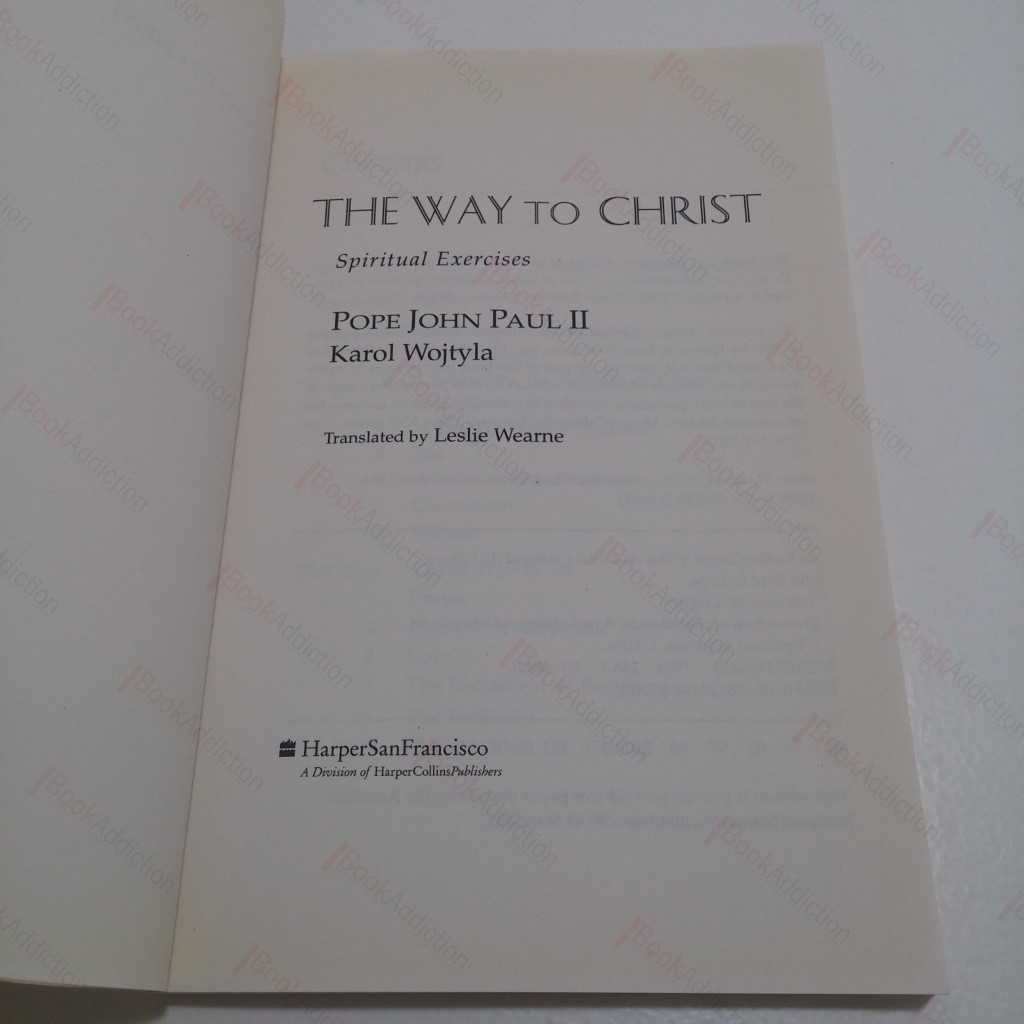 THE WAY TO CHRIST
Spiritual Exercises
POPE JOHN PAUL II
Karol Wojtyla
Translated by Leslie Wearne
HarperSanFrancisco
A Division of HarperCollinsPublishers
BookAddiction